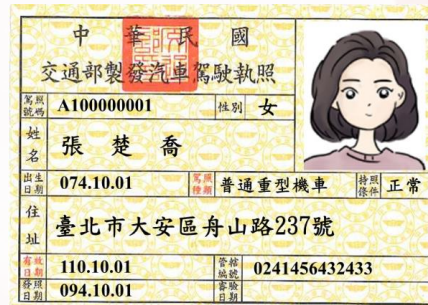 中華民國
交通部製發汽車駕駛執照
駕照號碼 A100000001 性別 女
姓名 張楚喬
出生日期 074.10.01 駕照種類 普通重型機車 持照條件 正常
住址 臺北市大安區舟山路237號
有效日期 110.10.01 管轄編號 0241456432433
發照日期 094.10.01 審驗日期